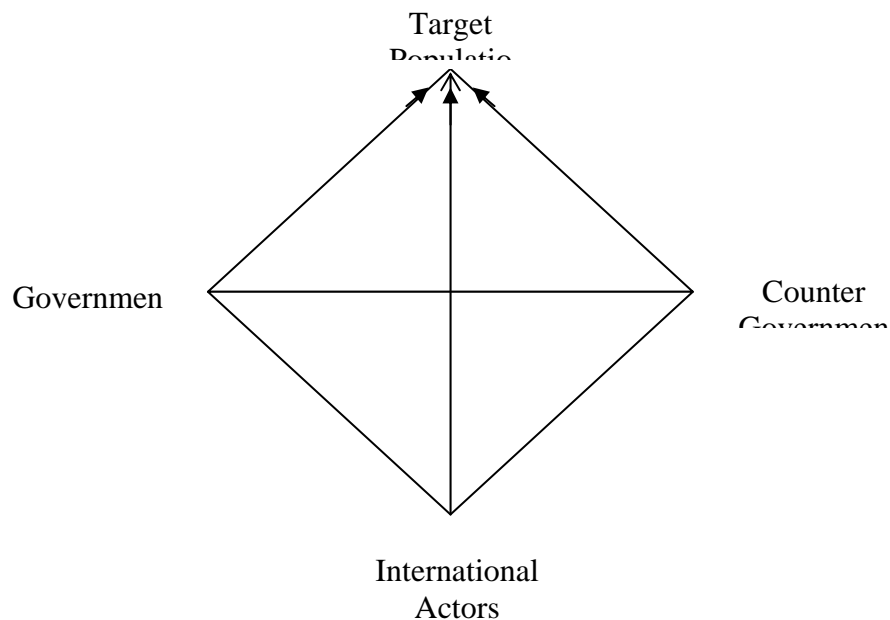 Target
Populatio
Governmen
Counter
Governmen
International
Actors